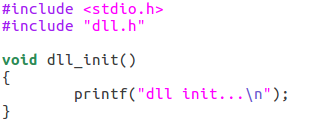 #include <stdio.h>
#include "dll.h"
void dll_init()
{
        printf("dll init...\n");
}